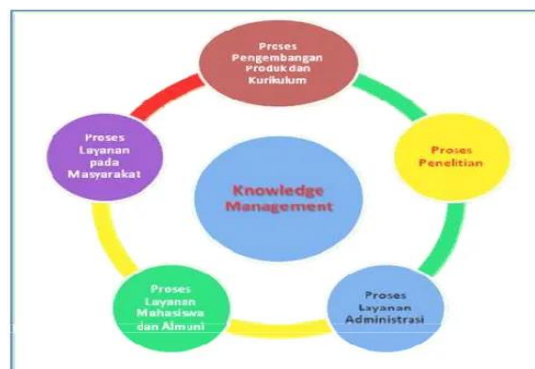 Proses
Pengembangan
Produk dan
Kurikulum
Proses
Penelitian
Proses
Layanan
Administrasi
Proses
Layanan
Mahasiswa
dan Almuni
Proses
Layanan
pada
Masyarakat
Knowledge
Management